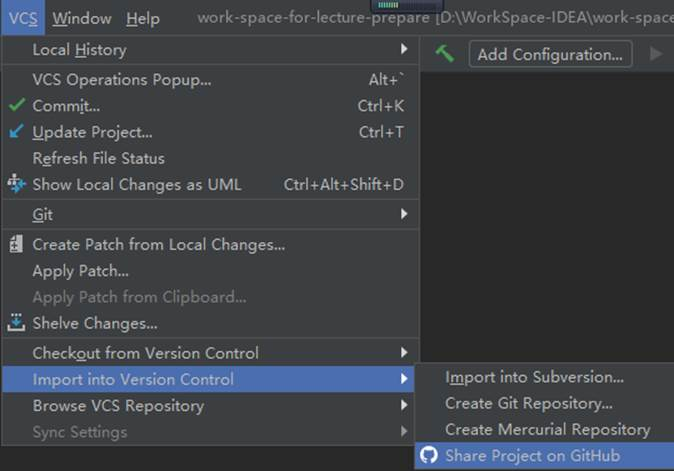 VCS Window Help work-space-for-lecture-prepare [D:\WorkSpace-IDEA\work-spac
Local History
Add Configuration...
VCS Operations Popup... Alt+`
Commit... Ctrl+K
Update Project... Ctrl+T
Refresh File Status
Show Local Changes as UML Ctrl+Alt+Shift+D
Git
Create Patch from Local Changes...
Apply Patch...
Apply Patch from Clipboard...
Shelve Changes...
Checkout from Version Control
Import into Version Control
Browse VCS Repository
Sync Settings
Import into Subversion...
Create Git Repository...
Create Mercurial Repository
Share Project on GitHub